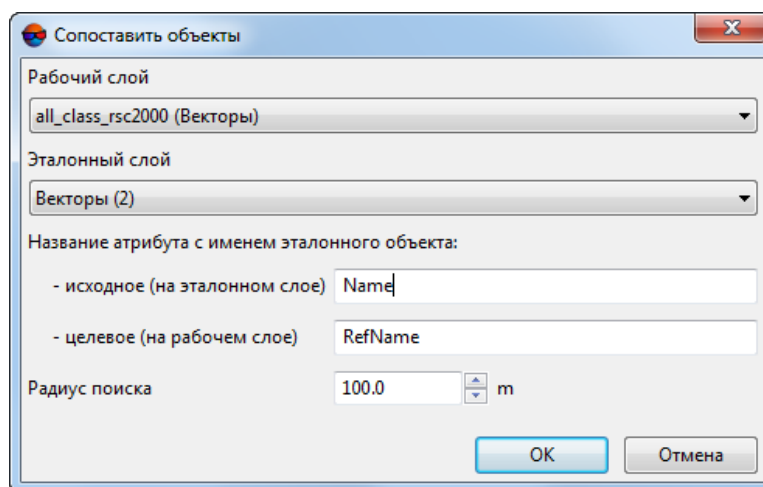 Сопоставить объекты
Рабочий слой
all_class_rsc2000 (Векторы)
Эталонный слой
Векторы (2)
Название атрибута с именем эталонного объекта:
- исходное (на эталонном слое) Name
- целевое (на рабочем слое) RefName
Радиус поиска 100.0 m
OK Отмена